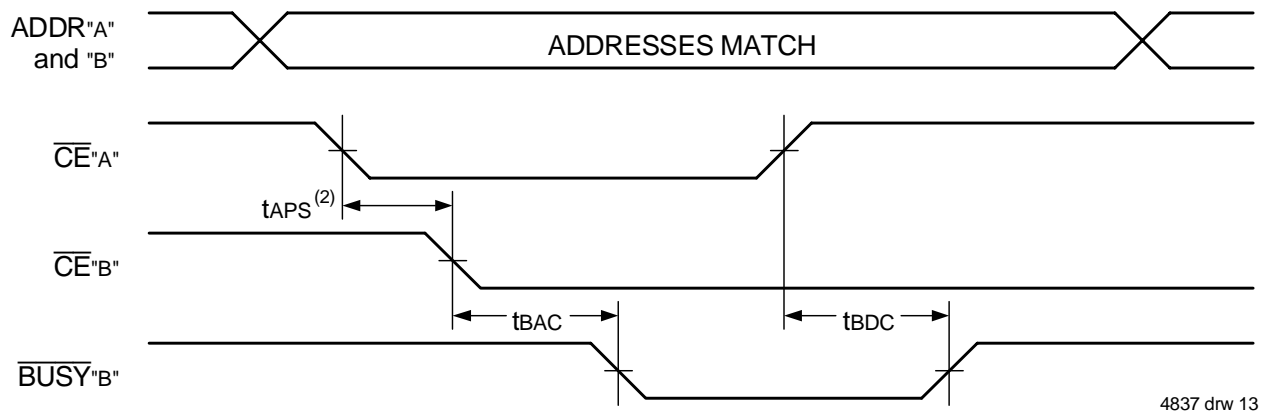 ADDR"A"
and "B"
ADDRESSES MATCH
CE"A"
tAPS(2)
CE"B"
tBAC
tBDC
BUSY"B"
4837 drw 13